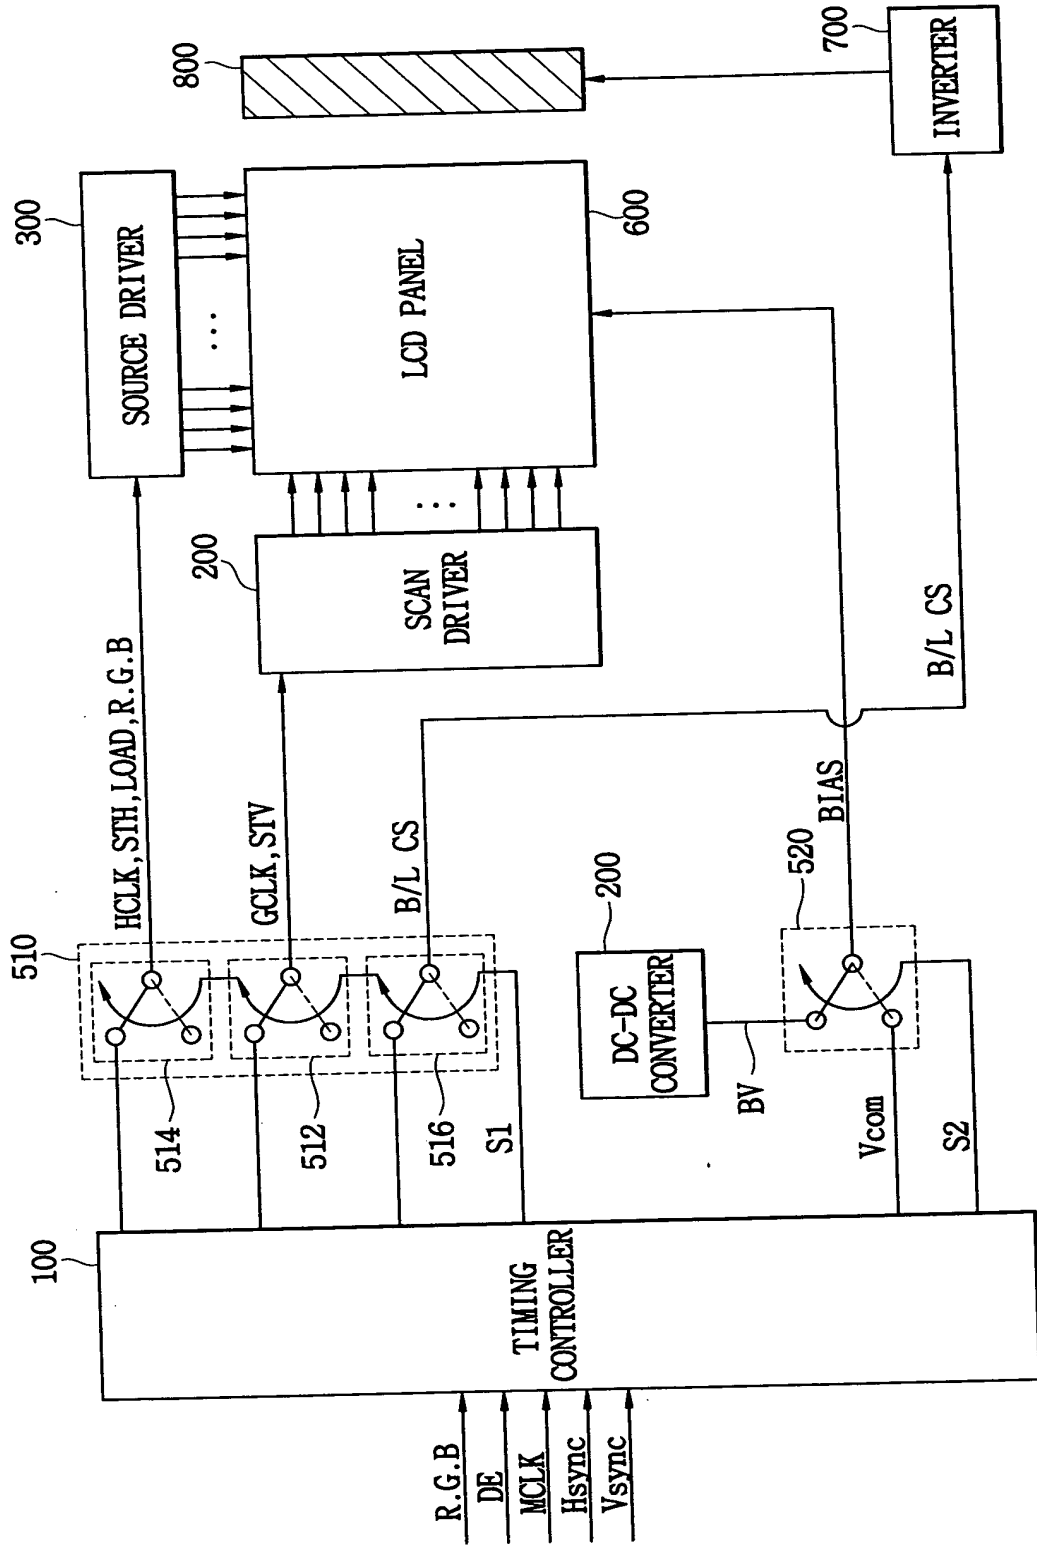 800
700
INVERTER
300
SOURCE DRIVER
...
LCD PANEL
600
200
SCAN
DRIVER
...
HCLK,STH,LOAD,R.G.B
GCLK,STV
B/L CS
B/L CS
BIAS
510
514
512
516
S1
200
DC-DC
CONVERTER
BV
520
Vcom
S2
100
TIMING
CONTROLLER
R.G.B
DE
MCLK
Hsync
Vsync